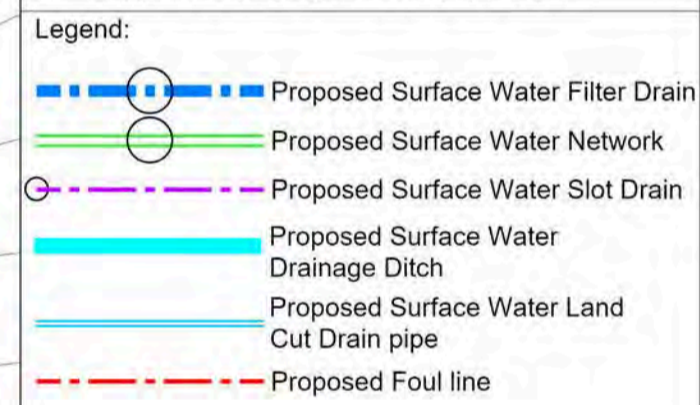 Legend:
Proposed Surface Water Filter Drain
Proposed Surface Water Network
Proposed Surface Water Slot Drain
Proposed Surface Water
Drainage Ditch
Proposed Surface Water Land
Cut Drain pipe
Proposed Foul line